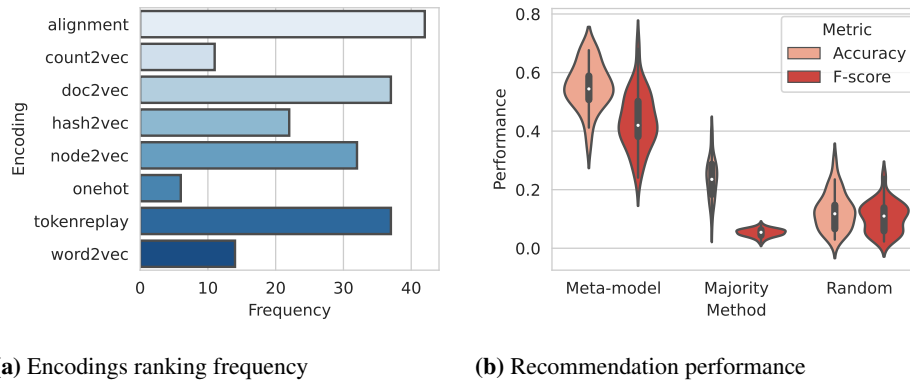 alignment
count2vec
doc2vec
hash2vec
node2vec
onehot
tokenreplay
word2vec
Encoding
0 10 20 30 40
Frequency
Performance
0.8
0.6
0.4
0.2
0.0
Metric
Accuracy
F-score
Meta-model Majority Random
Method
a) Encodings ranking frequency
(b) Recommendation performance